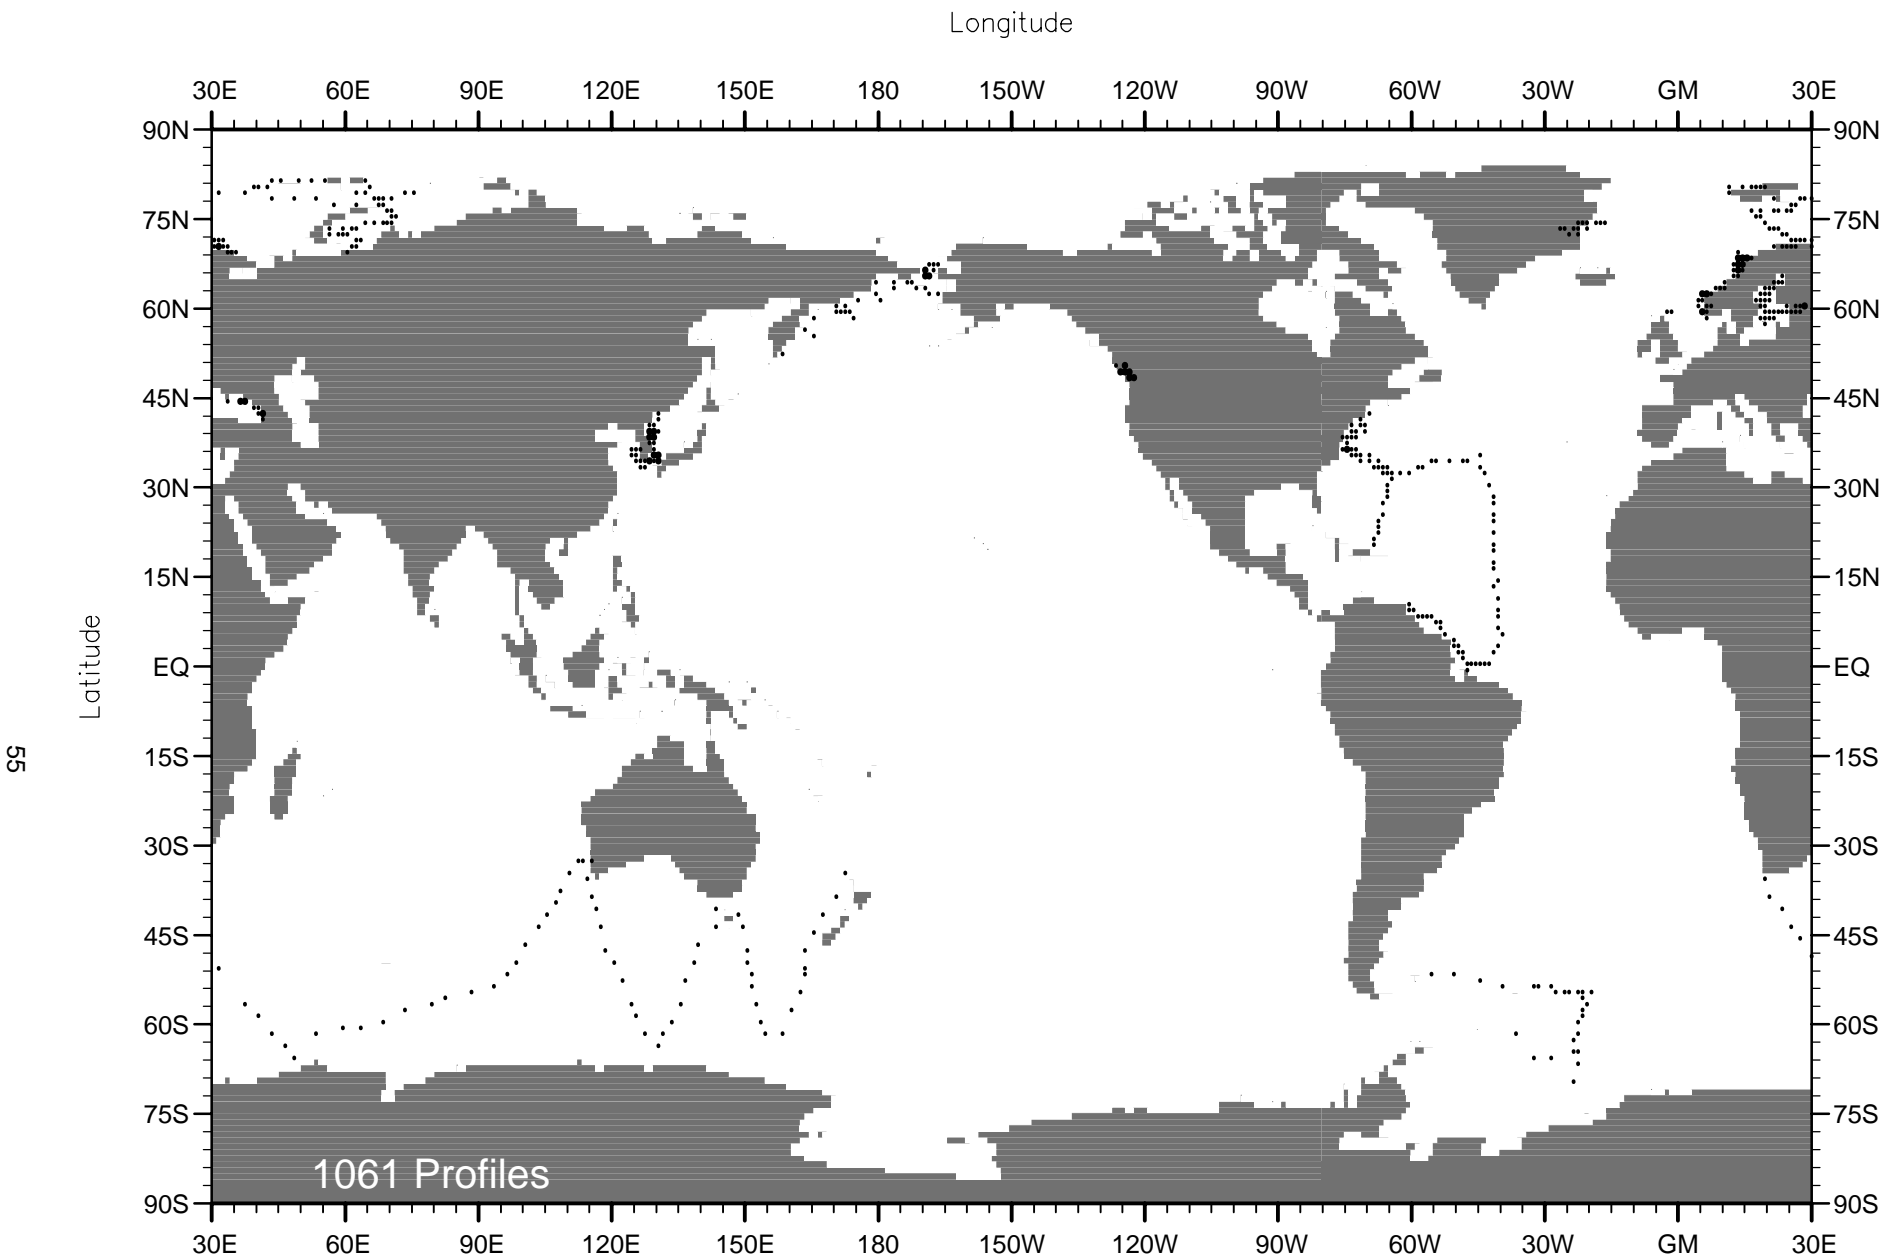 Longitude
30E 60E 90E 120E 150E 180 150W 120W 90W 60W 30W GM 30E
90N 90N
75N 75N
60N 60N
45N 45N
30N 30N
15N 15N
EQ EQ
15S 15S
30S 30S
45S 45S
60S 60S
75S 75S
90S 90S
Latitude
55
1061 Profiles
30E 60E 90E 120E 150E 180 150W 120W 90W 60W 30W GM 30E